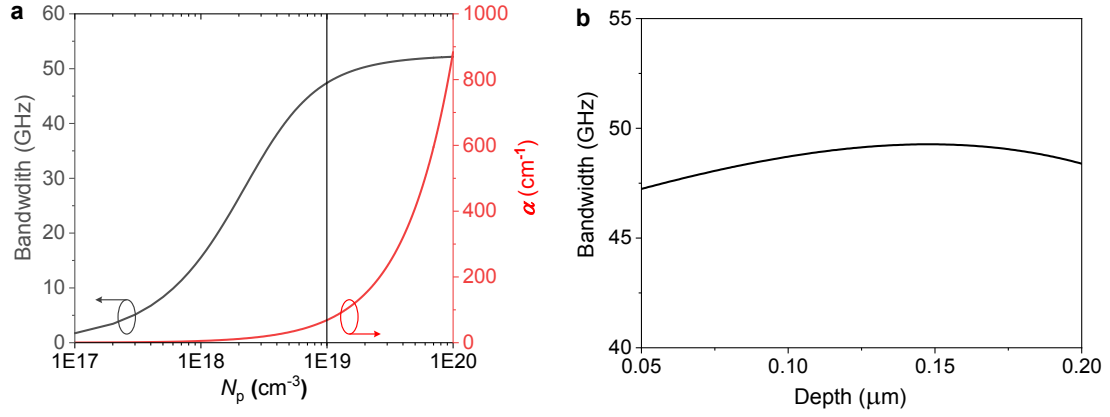 a
60
50
40
30
20
10
0
Bandwdith (GHz)
1E17
1E18
1E19
1E20
Np (cm-3)
1000
800
600
400
200
0
α (cm-1)
b
55
50
45
40
Bandwidth (GHz)
0.05
0.10
0.15
0.20
Depth (μm)